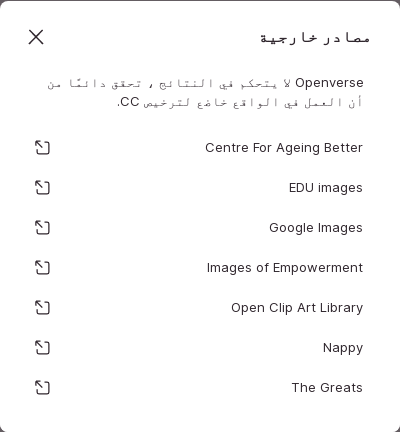 مصادر خارجية
Openverse لا يتحكم في النتائج ، تحقق دائمًا من
أن العمل في الواقع خاضع لترخيص CC.
Centre For Ageing Better
EDU images
Google Images
Images of Empowerment
Open Clip Art Library
Nappy
The Greats